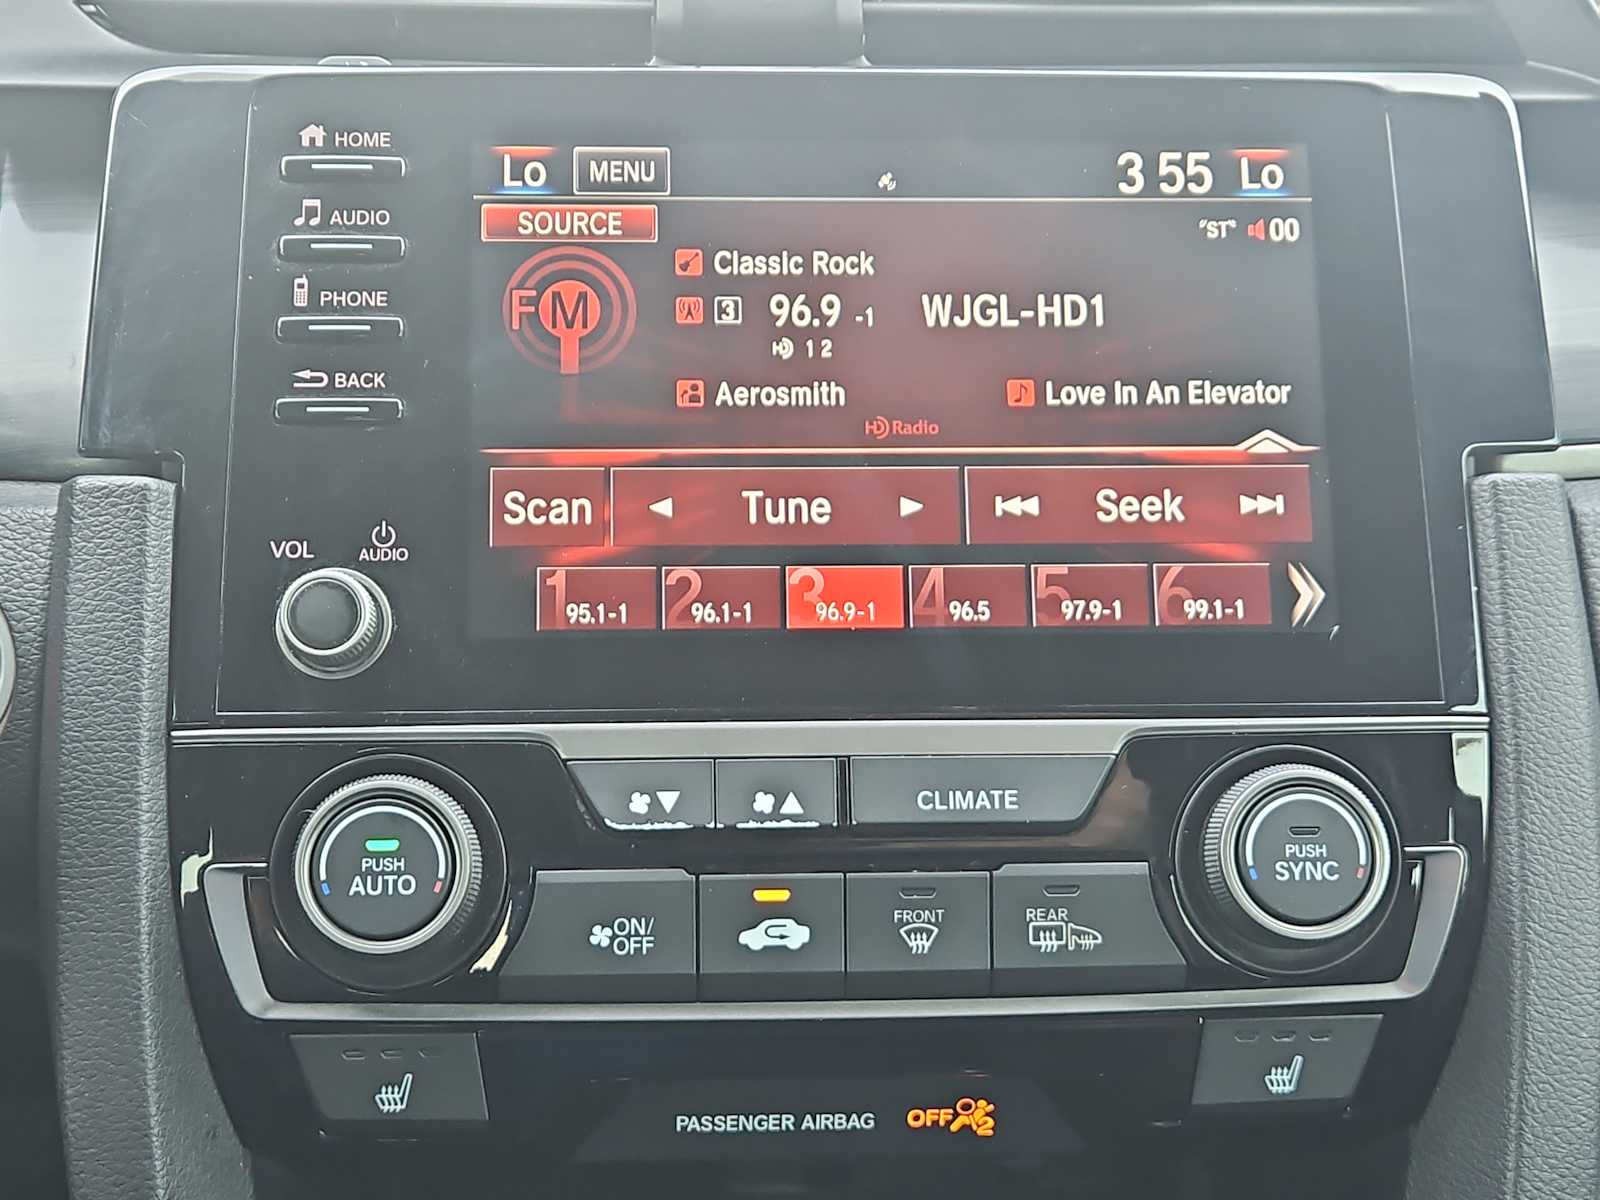 HOME
AUDIO
PHONE
BACK
VOL
AUDIO
Lo MENU 3 55 Lo
SOURCE "ST" 00
FM
Classic Rock
3 96.9 -1 WJGL-HD1
HD 1 2
Aerosmith Love In An Elevator
HD Radio
Scan Tune Seek
1 95.1-1 2 96.1-1 3 96.9-1 4 96.5 5 97.9-1 6 99.1-1
CLIMATE
PUSH
AUTO
PUSH
SYNC
ON/
OFF
FRONT
REAR
PASSENGER AIRBAG OFF 2